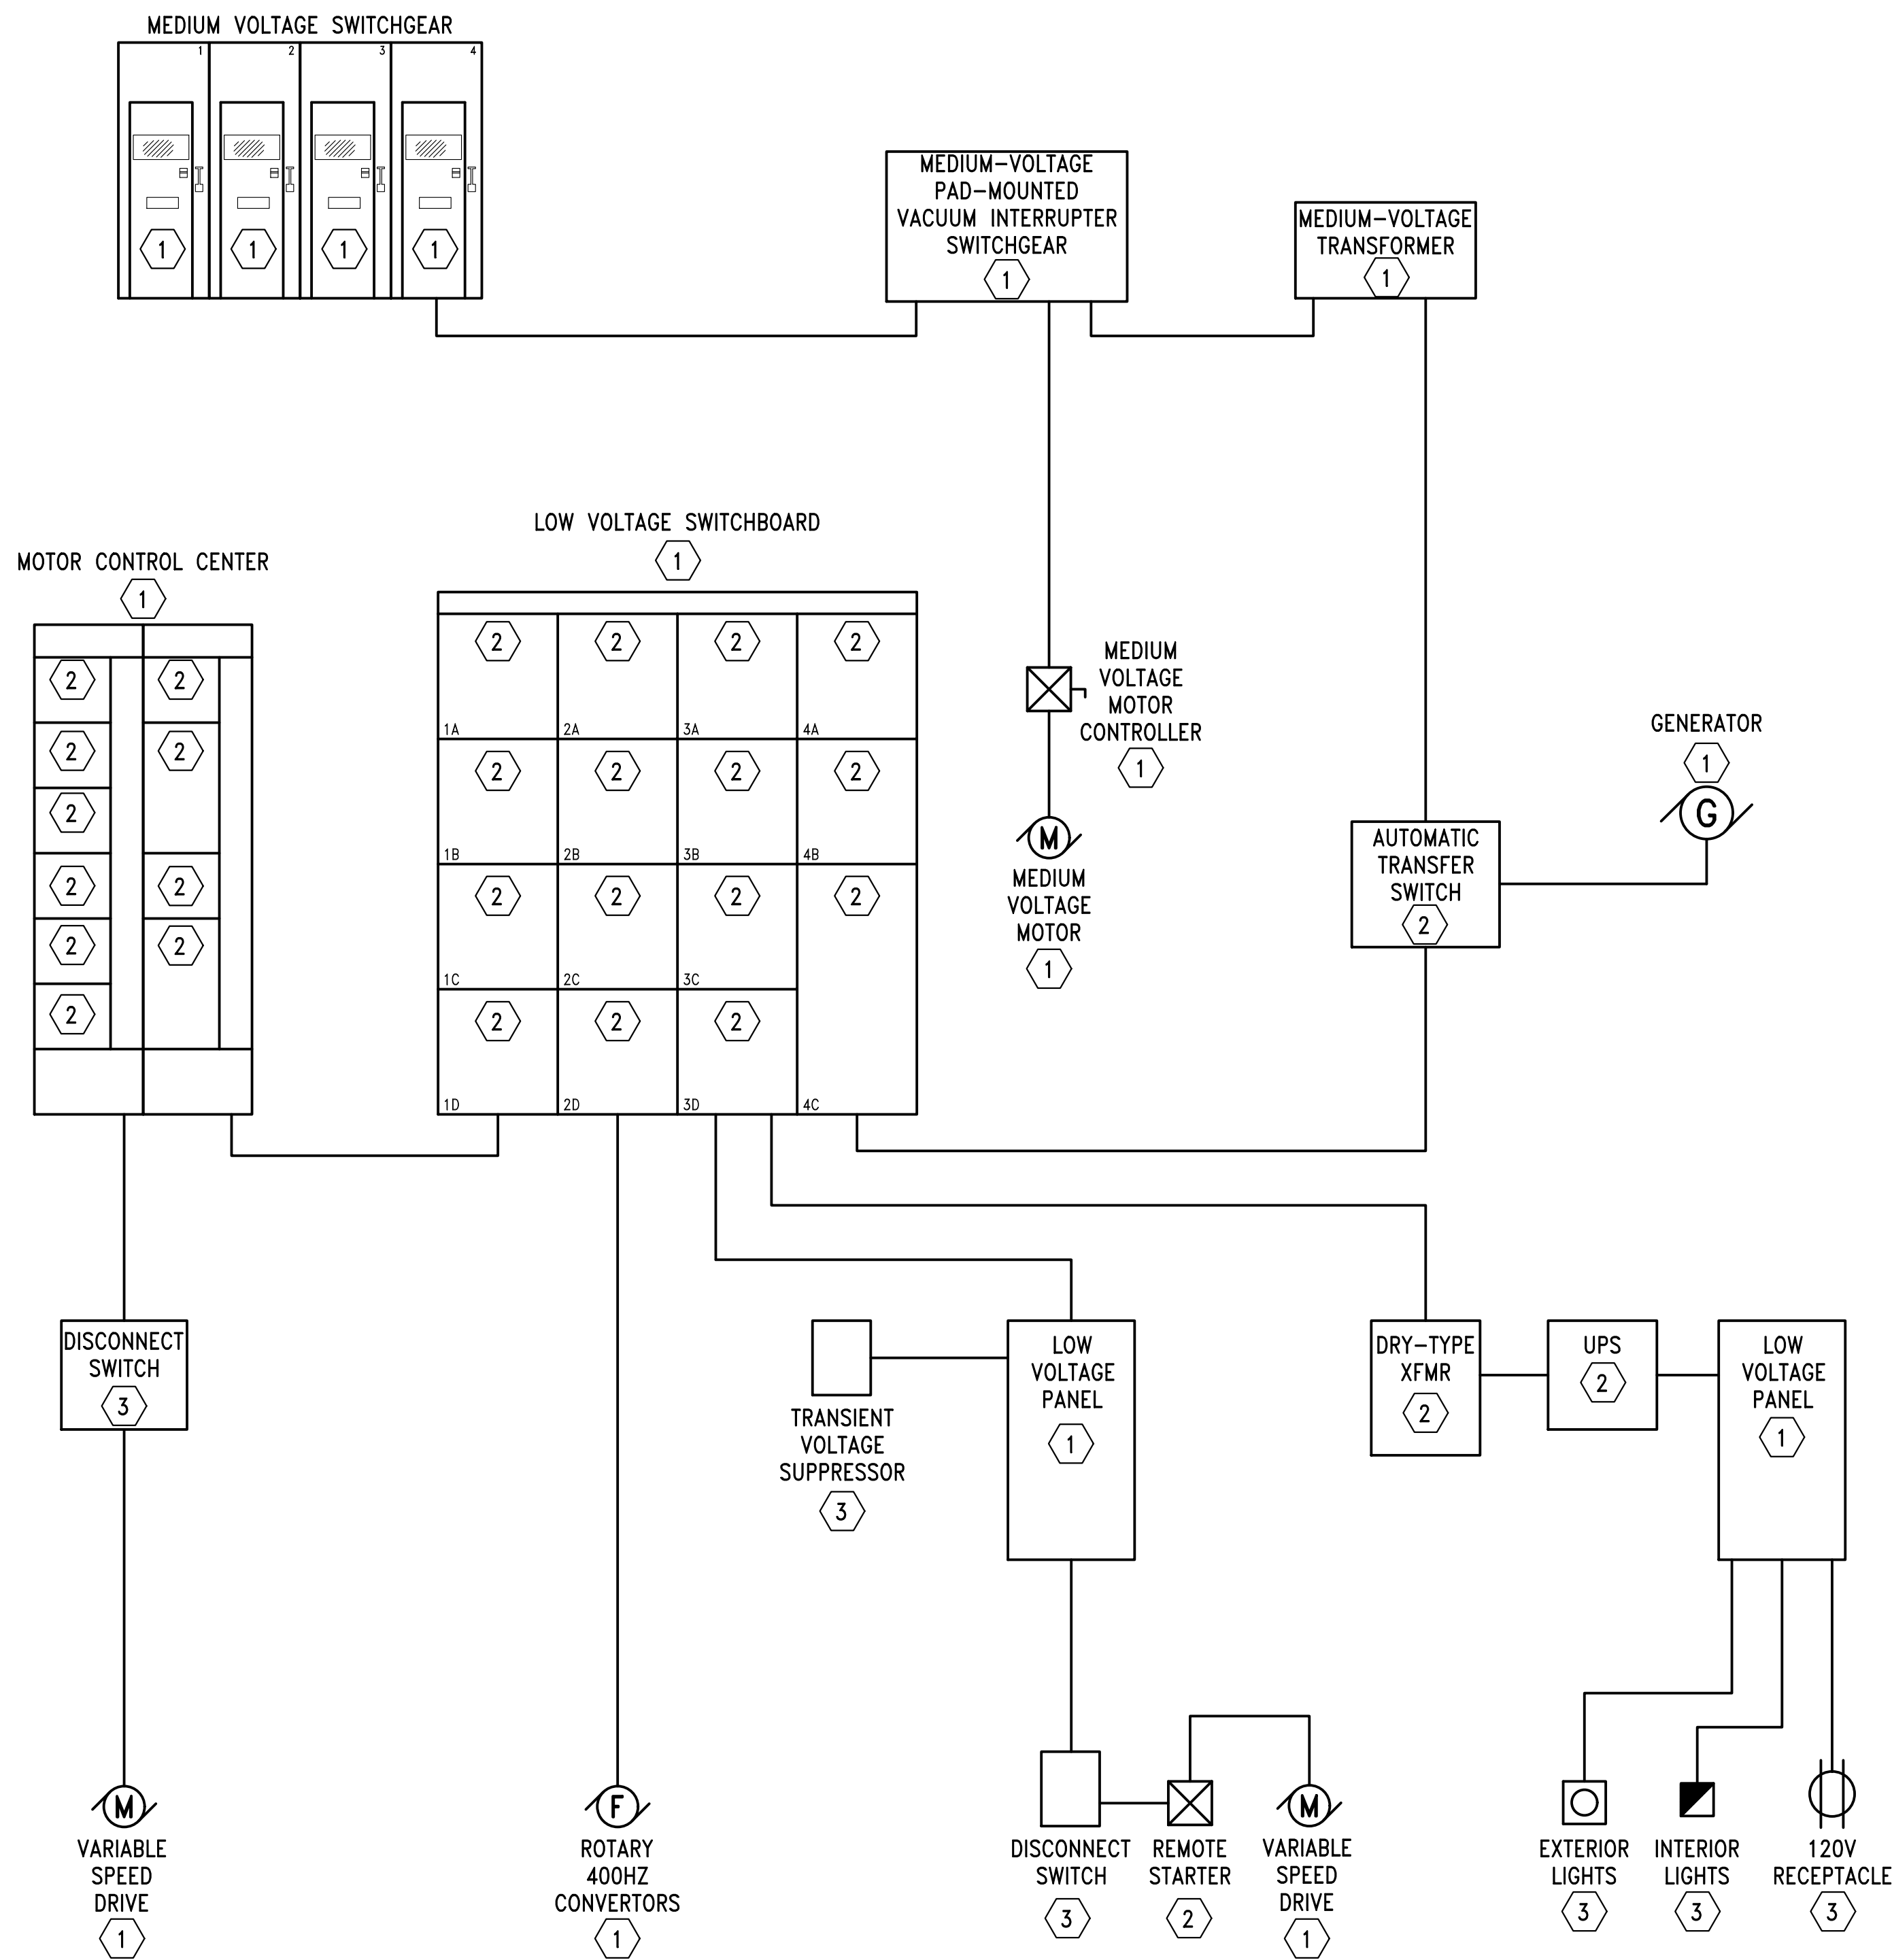 MEDIUM VOLTAGE SWITCHGEAR
1 2 3 4
1 1 1 1
MEDIUM-VOLTAGE
PAD-MOUNTED
VACUUM INTERRUPTER
SWITCHGEAR
1
MEDIUM-VOLTAGE
TRANSFORMER
1
MOTOR CONTROL CENTER
1
2 2
2 2
2
2 2
2 2
2
LOW VOLTAGE SWITCHBOARD
1
2 2 2 2
1A 2A 3A 4A
2 2 2 2
1B 2B 3B 4B
2 2 2 2
1C 2C 3C
2 2 2
1D 2D 3D 4C
MEDIUM
VOLTAGE
MOTOR
CONTROLLER
1
M
MEDIUM
VOLTAGE
MOTOR
1
GENERATOR
1
G
AUTOMATIC
TRANSFER
SWITCH
2
DISCONNECT
SWITCH
3
TRANSIENT
VOLTAGE
SUPPRESSOR
3
LOW
VOLTAGE
PANEL
1
DRY-TYPE
XFMR
2
UPS
2
LOW
VOLTAGE
PANEL
1
M
VARIABLE
SPEED
DRIVE
1
F
ROTARY
400HZ
CONVERTORS
1
DISCONNECT
SWITCH
3
REMOTE
STARTER
2
M
VARIABLE
SPEED
DRIVE
1
EXTERIOR
LIGHTS
3
INTERIOR
LIGHTS
3
120V
RECEPTACLE
3